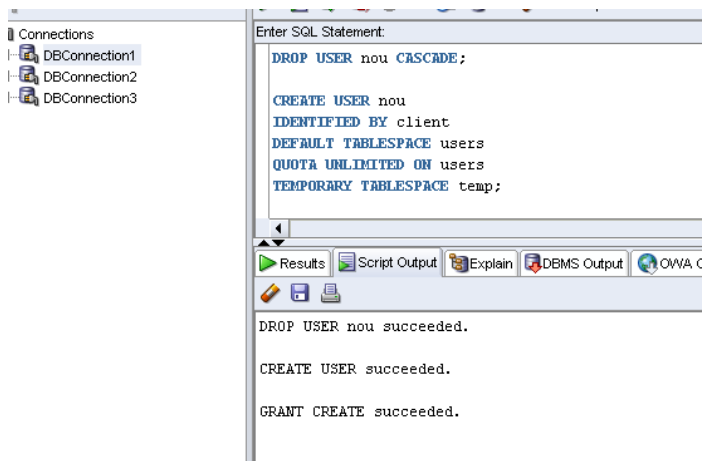 Connections
Enter SQL Statement:
DBConnection1
DBConnection2
DBConnection3
DROP USER nou CASCADE;
CREATE USER nou
IDENTIFIED BY client
DEFAULT TABLESPACE users
QUOTA UNLIMITED ON users
TEMPORARY TABLESPACE temp;
Results Script Output Explain DBMS Output OWA
DROP USER nou succeeded.
CREATE USER succeeded.
GRANT CREATE succeeded.